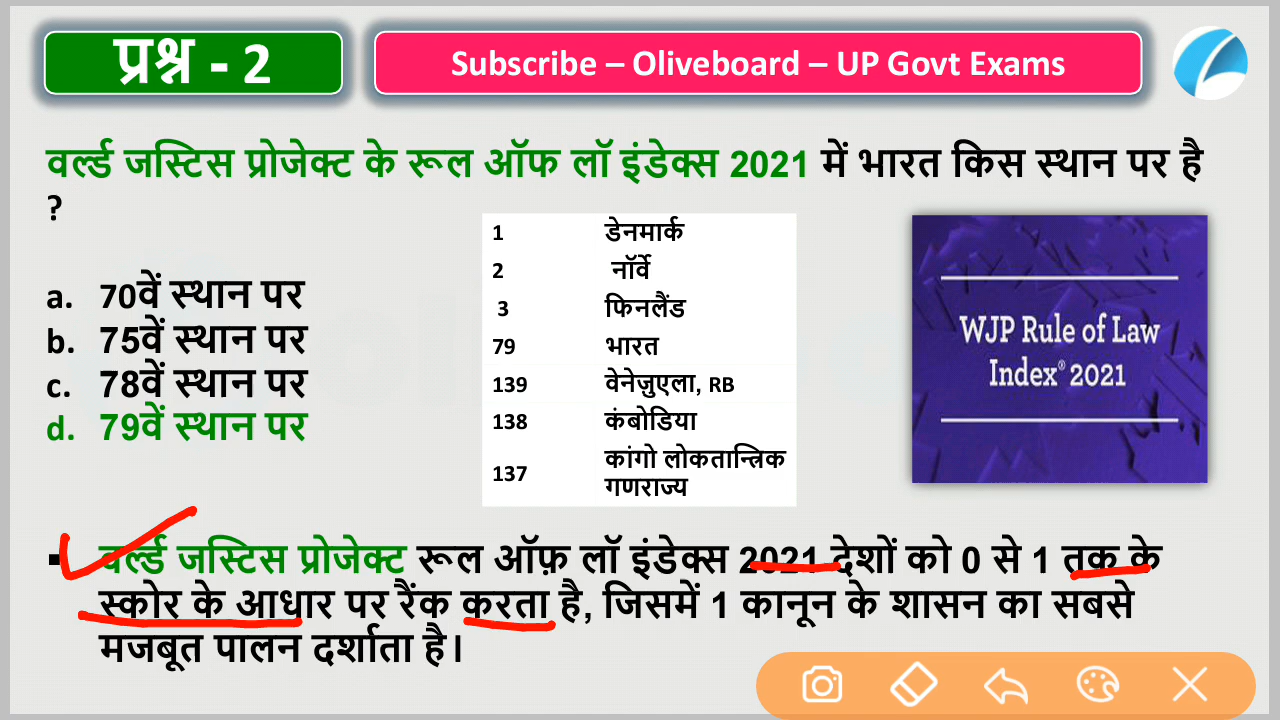 प्रश्न - 2
Subscribe – Oliveboard – UP Govt Exams
वर्ल्ड जस्टिस प्रोजेक्ट के रूल ऑफ लॉ इंडेक्स 2021 में भारत किस स्थान पर है
?
a. 70वें स्थान पर
b. 75वें स्थान पर
c. 78वें स्थान पर
d. 79वें स्थान पर
1 डेनमार्क
2 नॉर्वे
3 फिनलैंड
79 भारत
139 वेनेज़ुएला, RB
138 कंबोडिया
137 कांगो लोकतान्त्रिक
गणराज्य
WJP Rule of Law
Index® 2021
▪ वर्ल्ड जस्टिस प्रोजेक्ट रूल ऑफ़ लॉ इंडेक्स 2021 देशों को 0 से 1 तक के
स्कोर के आधार पर रैंक करता है, जिसमें 1 कानून के शासन का सबसे
मजबूत पालन दर्शाता है।